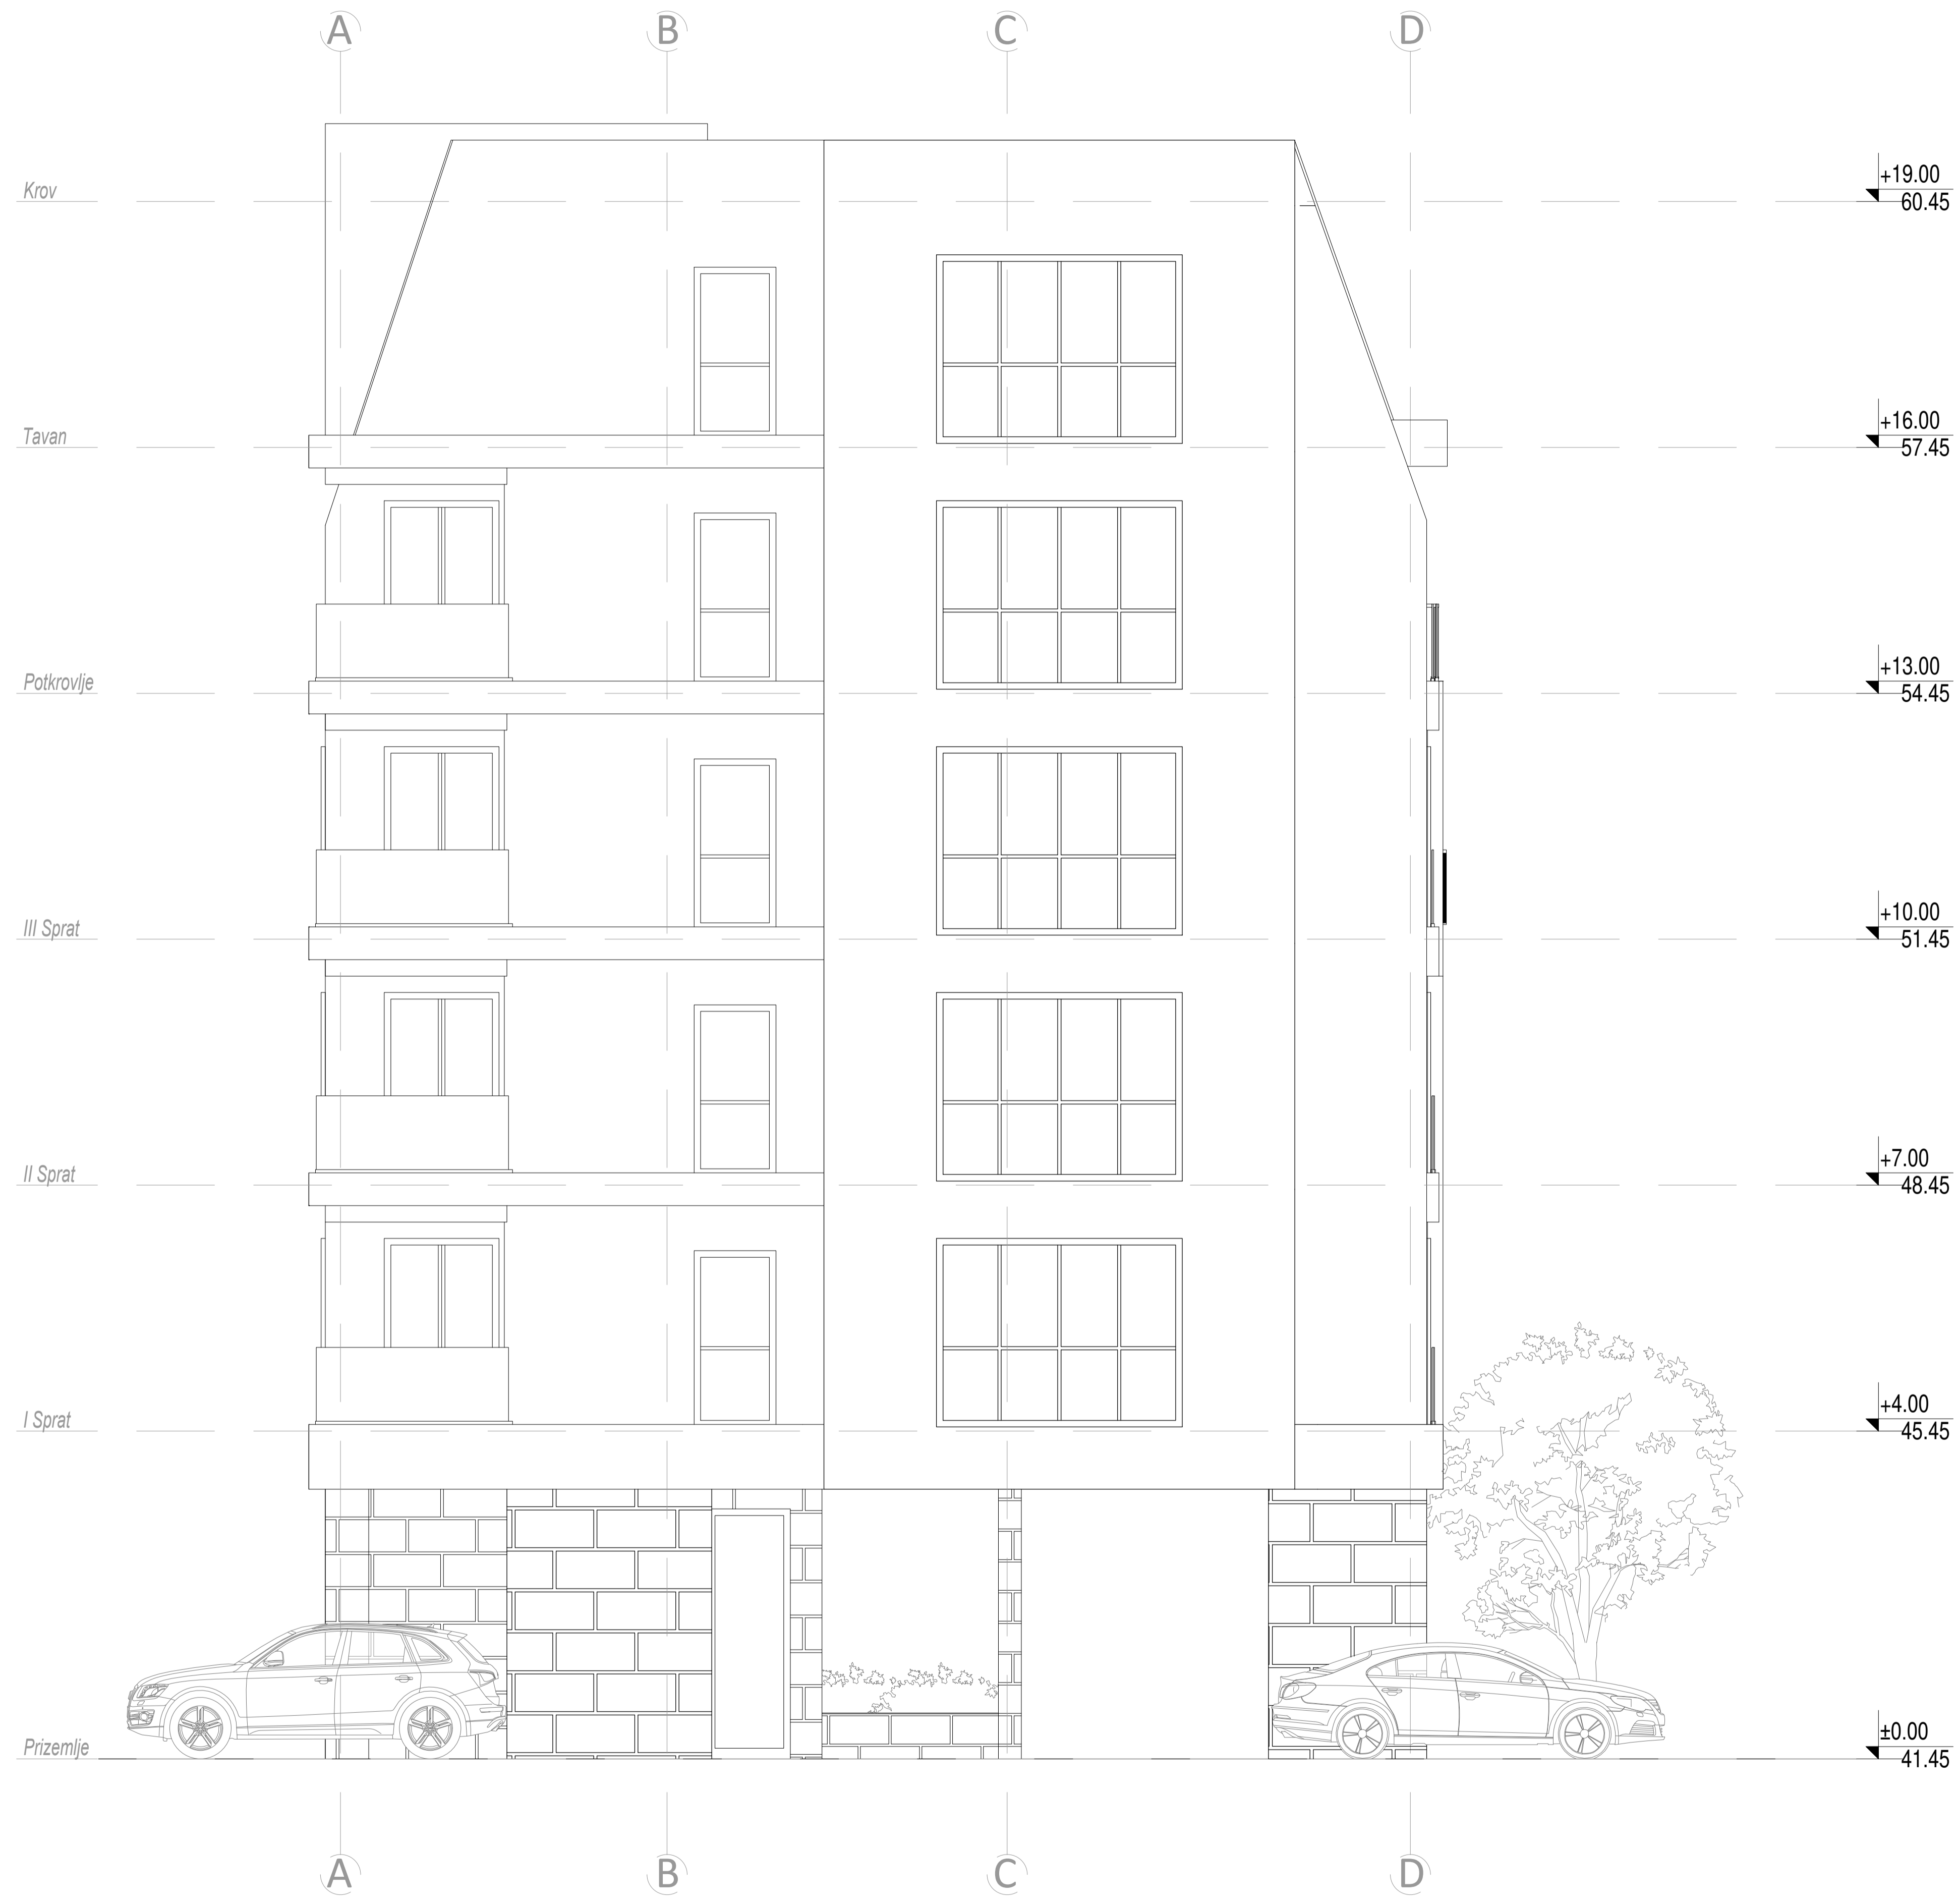 A B C D
Krov
+19.00
60.45
Tavan
+16.00
57.45
Potkrovlje
+13.00
54.45
III Sprat
+10.00
51.45
II Sprat
+7.00
48.45
I Sprat
+4.00
45.45
Prizemlje
±0.00
41.45
A B C D